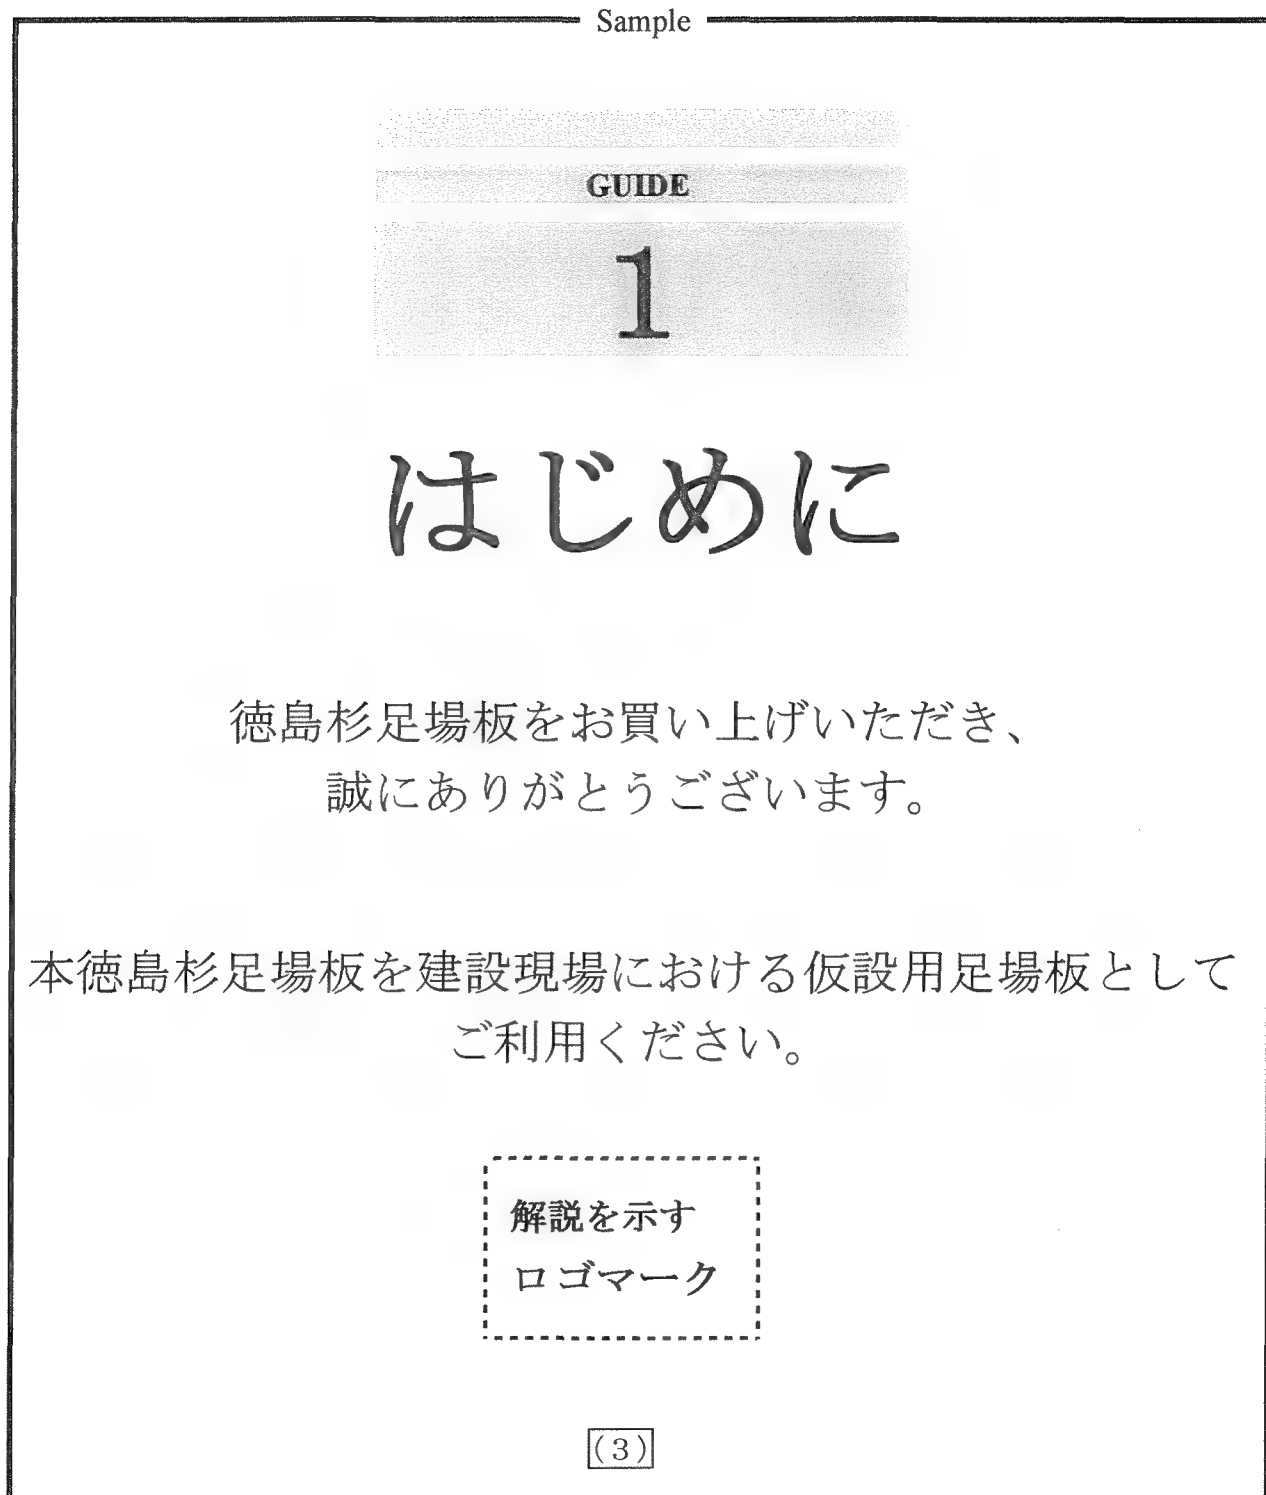 Sample
GUIDE
1
はじめに
徳島杉足場板をお買い上げいただき、
誠にありがとうございます。
本徳島杉足場板を建設現場における仮設用足場板として
ご利用ください。
解説を示す
ロゴマーク
(3)